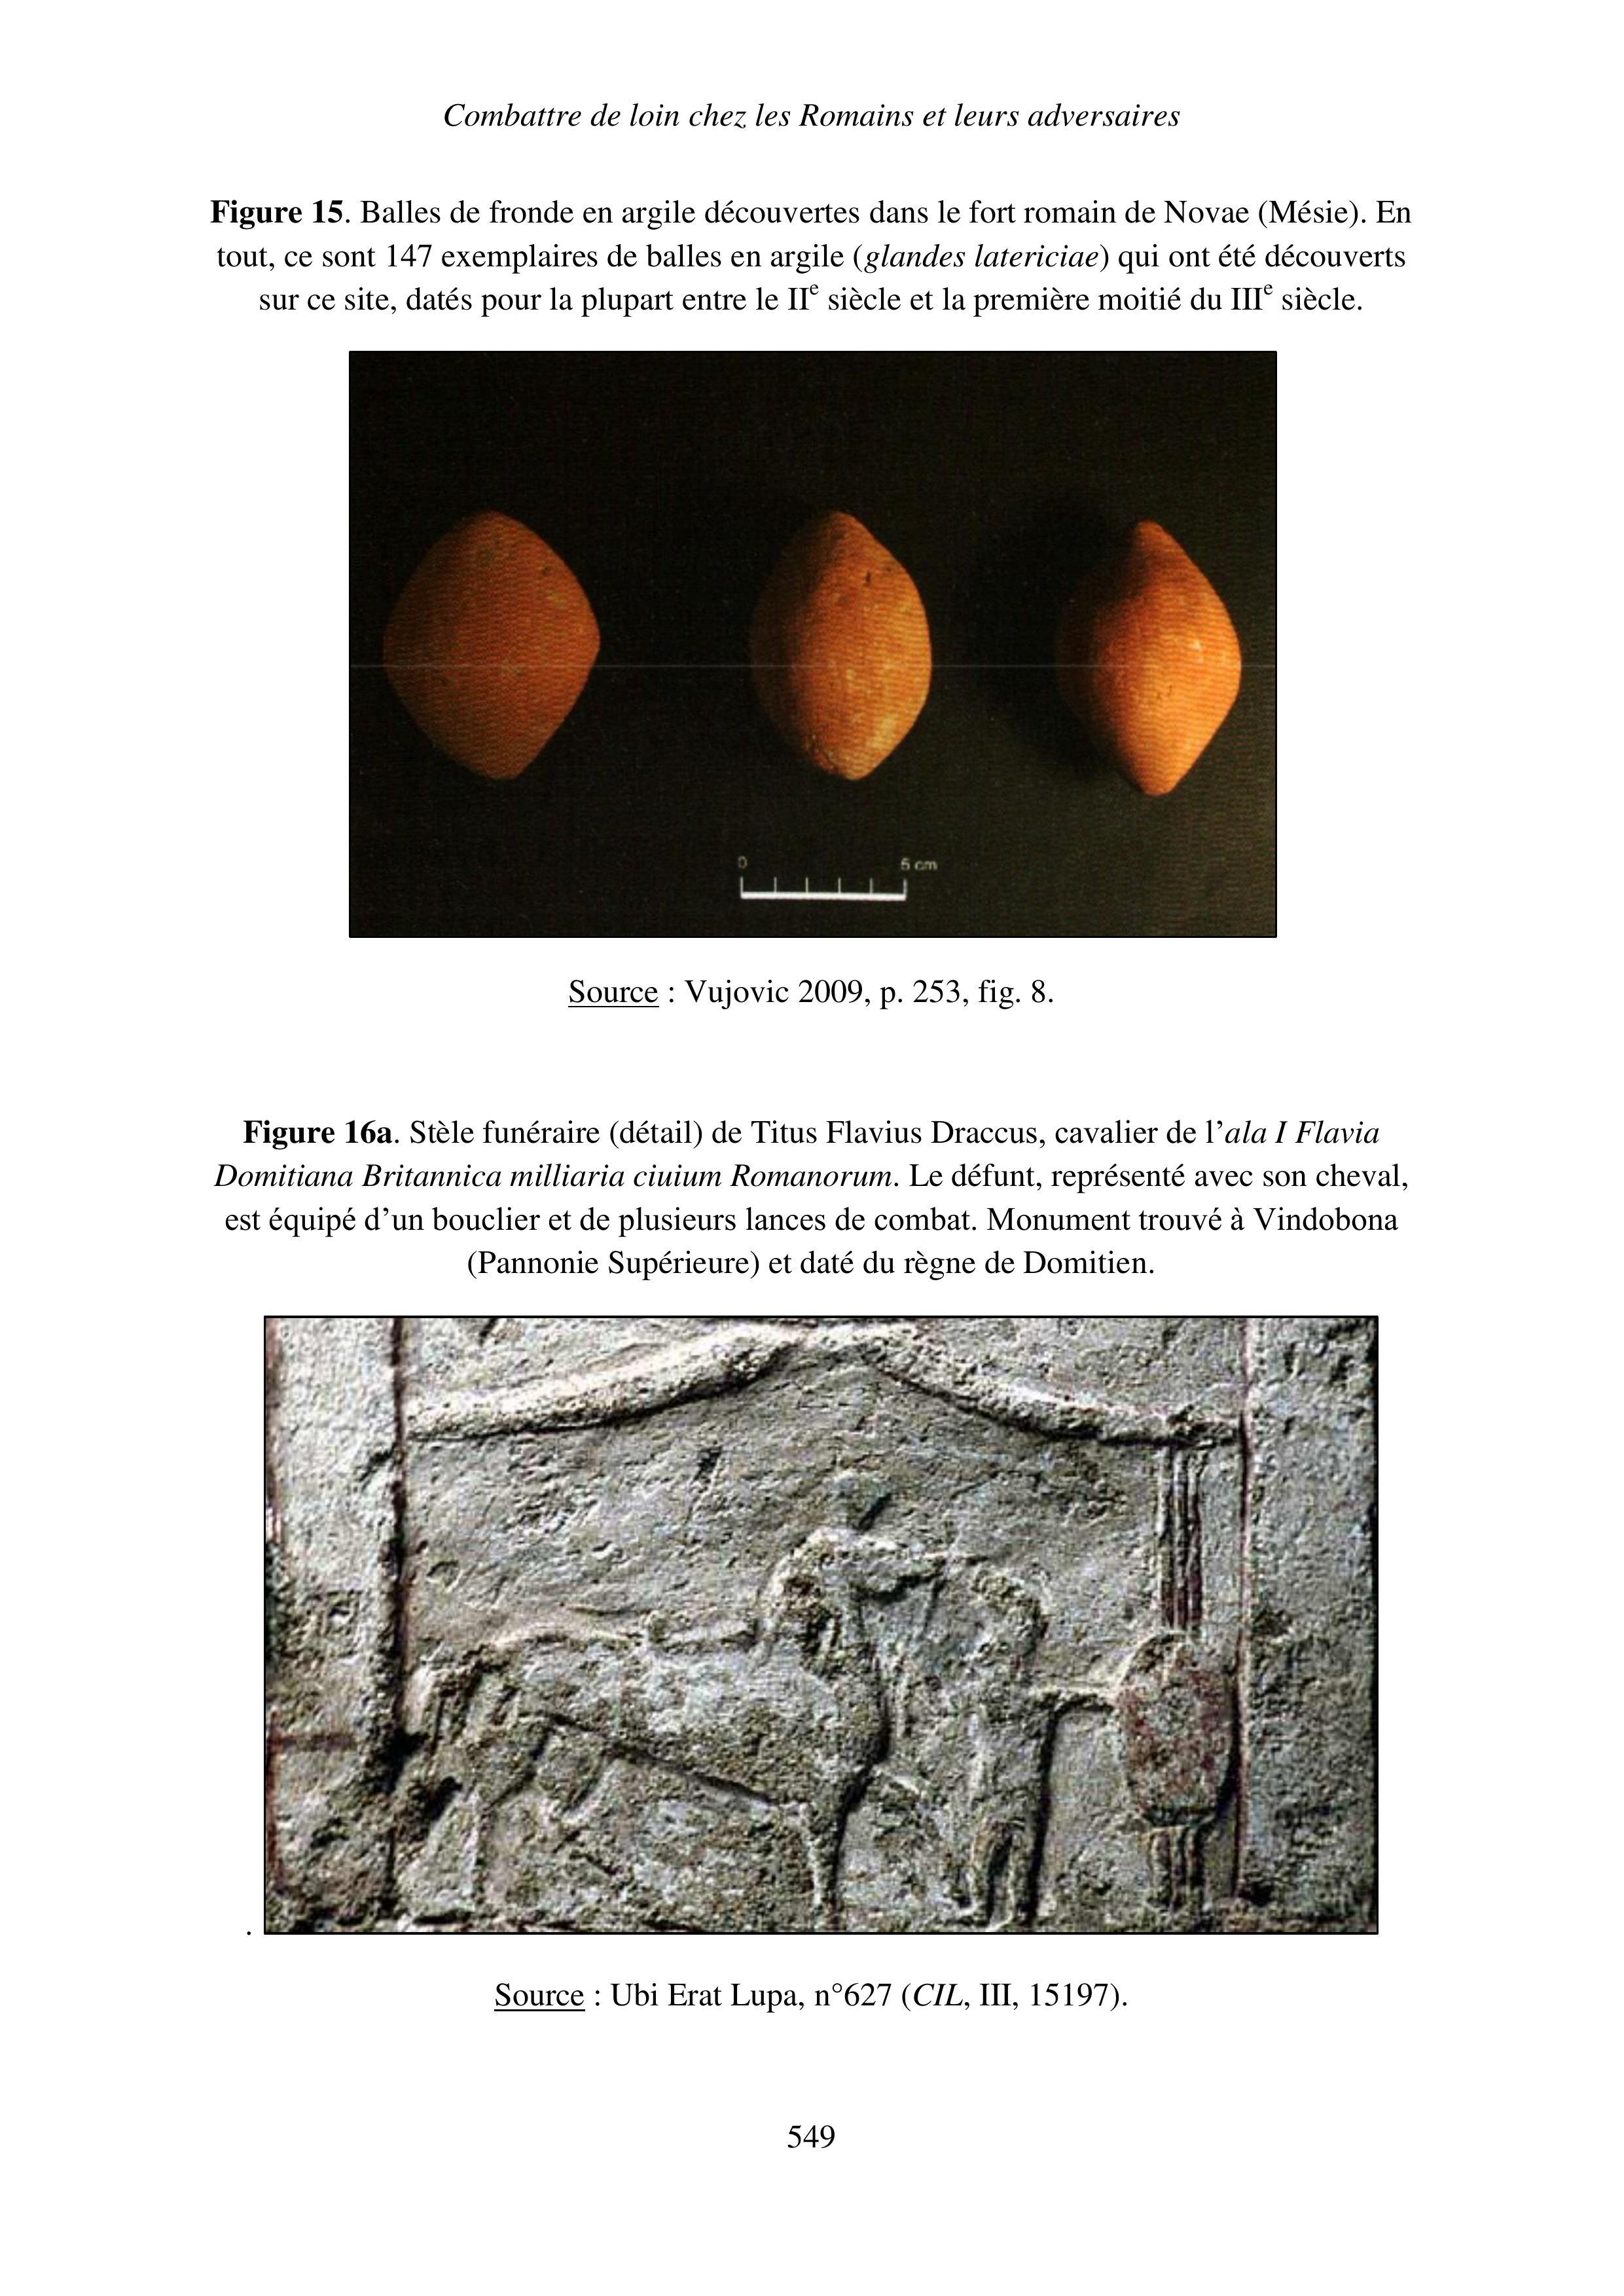 Combattre de loin chez les Romains et leurs adversaires
Figure 15. Balles de fronde en argile découvertes dans le fort romain de Novae (Mésie). En
tout, ce sont 147 exemplaires de balles en argile (glandes latericiae) qui ont été découverts
sur ce site, datés pour la plupart entre le IIe siècle et la première moitié du IIIe siècle.
0 5 cm
Source : Vujovic 2009, p. 253, fig. 8.
Figure 16a. Stèle funéraire (détail) de Titus Flavius Draccus, cavalier de l’ala I Flavia
Domitiana Britannica milliaria ciuium Romanorum. Le défunt, représenté avec son cheval,
est équipé d’un bouclier et de plusieurs lances de combat. Monument trouvé à Vindobona
(Pannonie Supérieure) et daté du règne de Domitien.
.
Source : Ubi Erat Lupa, n°627 (CIL, III, 15197).
549